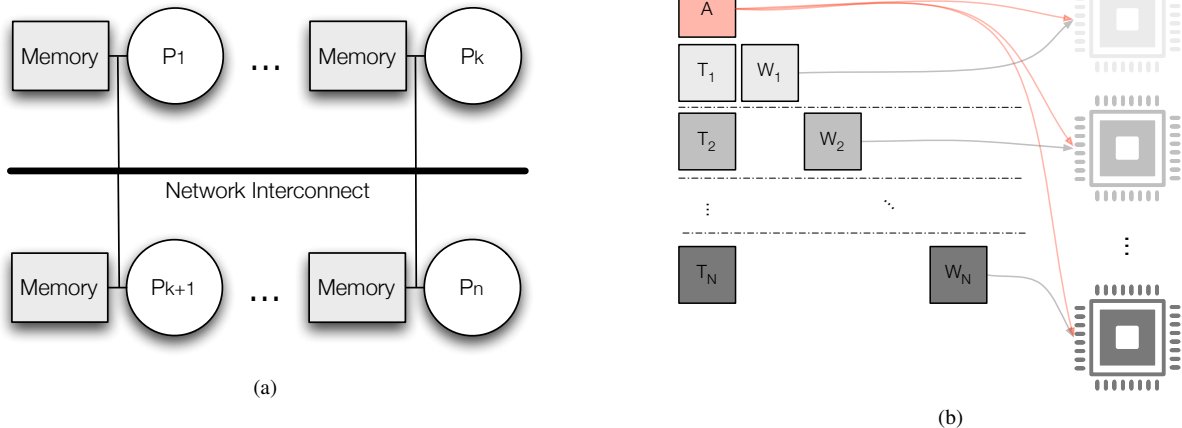 Memory P1 ... Memory Pk
Network Interconnect
Memory Pk+1 ... Memory Pn
(a)
A
T1 W1
T2 W2
⋮ ⋱ ⋮
TN WN
(b)